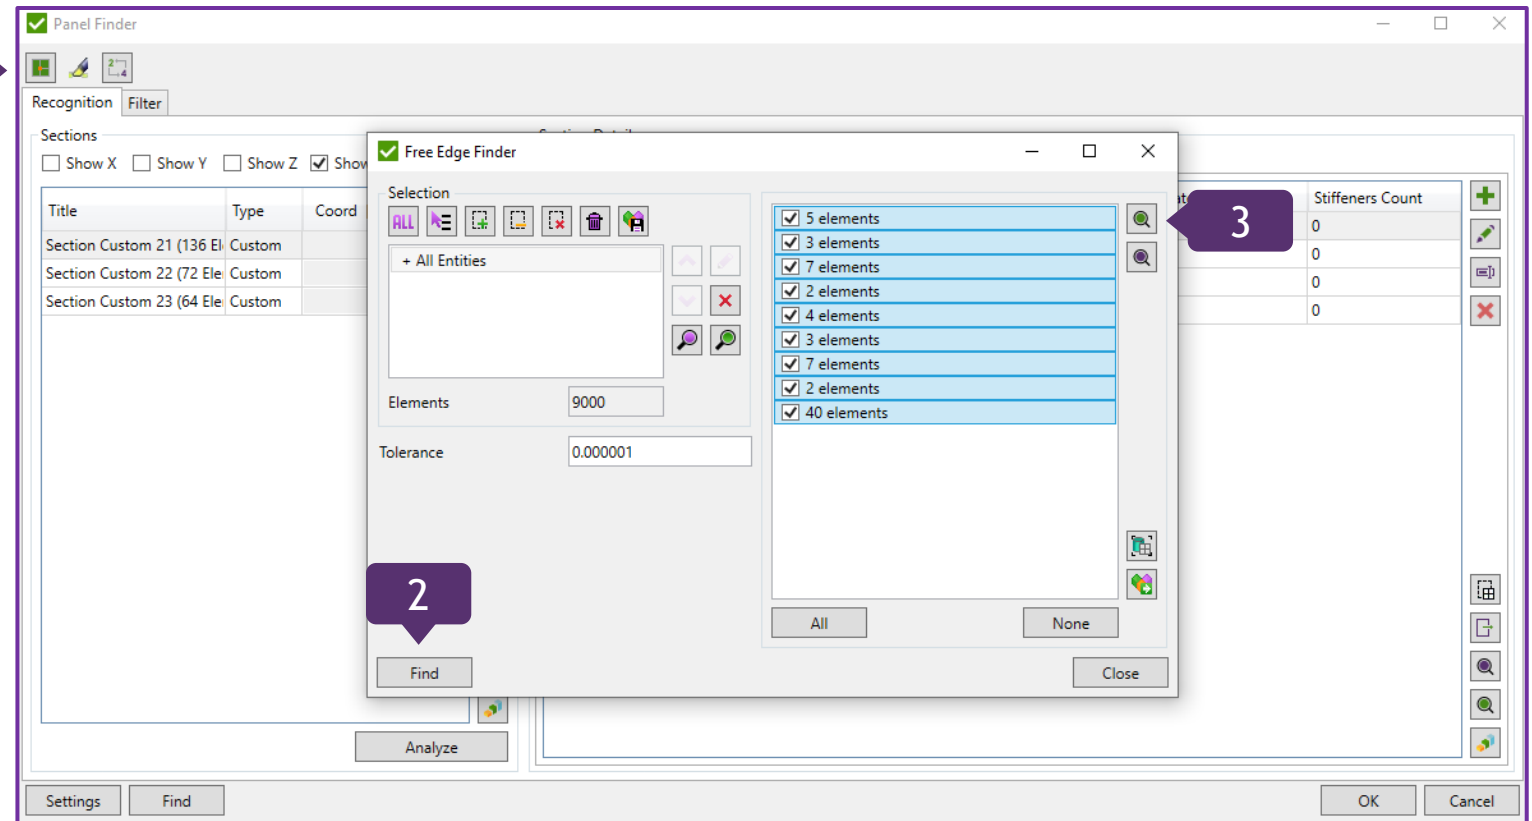 Panel Finder
2
4
Recognition
Filter
Sections
Show X
Show Y
Show Z
Show
Title
Type
Coord
Section Custom 21 (136 El
Custom
Section Custom 22 (72 Ele
Custom
Section Custom 23 (64 Ele
Custom
Analyze
Free Edge Finder
Selection
ALL
+ All Entities
Elements
9000
Tolerance
0.000001
2
Find
5 elements
3 elements
7 elements
2 elements
4 elements
3 elements
7 elements
2 elements
40 elements
All
None
Close
3
Stiffeners Count
0
0
0
0
Settings
Find
OK
Cancel